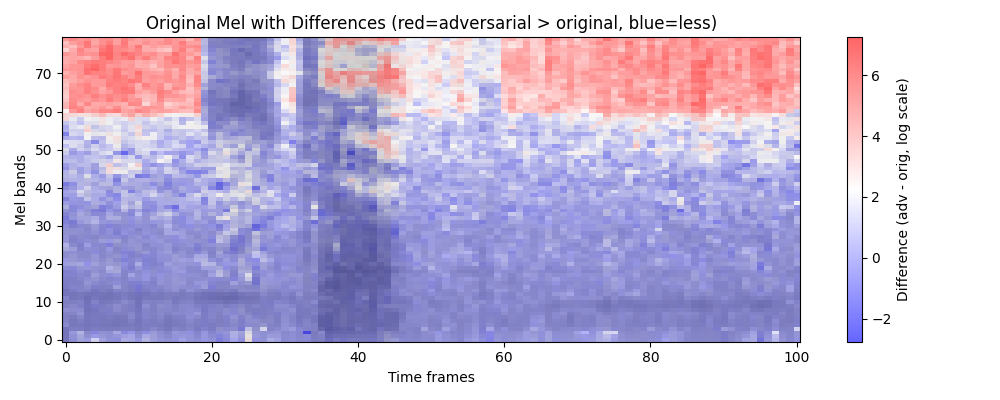 Original Mel with Differences (red=adversarial > original, blue=less)
70
60
50
40
30
20
10
0
Mel bands
0 20 40 60 80 100
Time frames
6
4
2
0
−2
Difference (adv - orig, log scale)